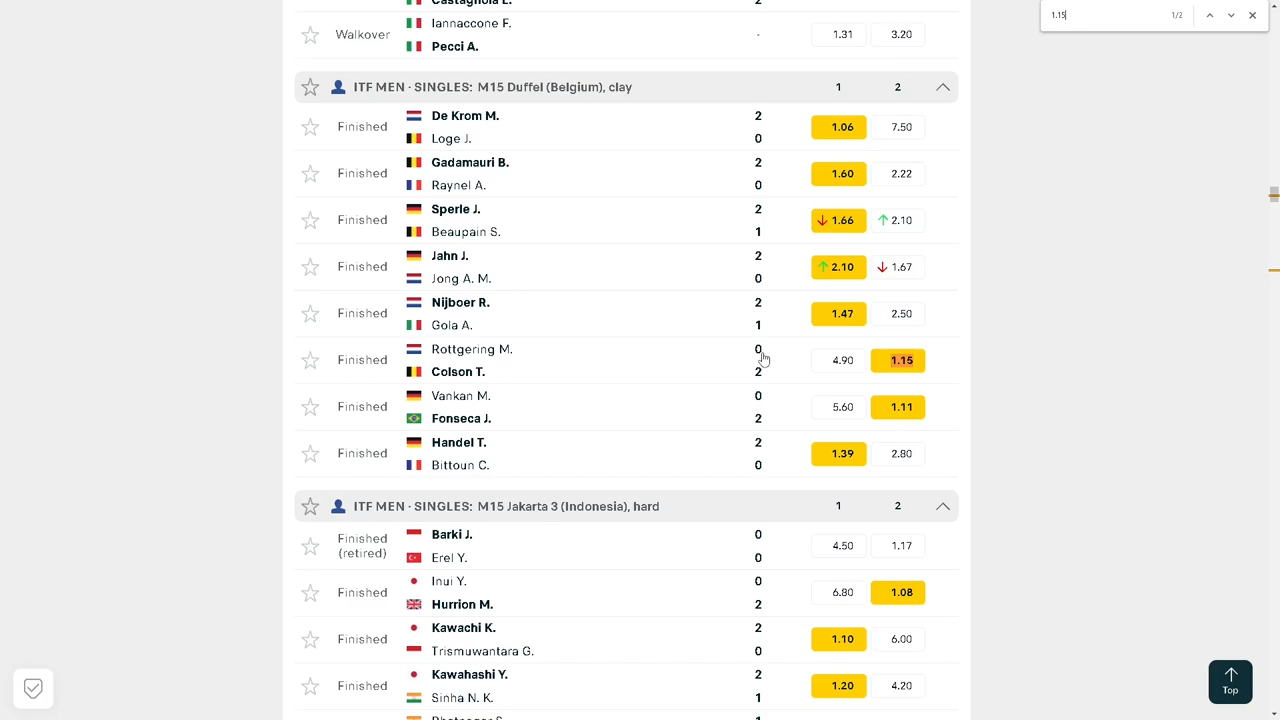 Castagnola L. 2
1.15 1/10
Walkover Iannaccone F. - 1.31 3.20
Pecci A.
ITF MEN - SINGLES: M15 Duffel (Belgium), clay 1 2
Finished De Krom M. 2 1.06 7.50
Loge J. 0
Finished Gadamauri B. 2 1.60 2.22
Raynel A. 0
Finished Sperle J. 2 1.66 2.10
Beaupain S. 1
Finished Jahn J. 2 2.10 1.67
Jong A. M. 0
Finished Nijboer R. 2 1.47 2.50
Gola A. 1
Finished Rottgering M. 0 4.90 1.15
Colson T. 2
Finished Vankan M. 0 5.60 1.11
Fonseca J. 2
Finished Handel T. 2 1.39 2.80
Bittoun C. 0
ITF MEN - SINGLES: M15 Jakarta 3 (Indonesia), hard 1 2
Finished (retired) Barki J. 0 4.50 1.17
Erel Y. 0
Finished Inui Y. 0 1.08
Hurrion M. 2
Finished Kawachi K. 2 1.10 6.00
Trismuwantara G. 0
Finished Kawahashi Y. 2 1.20 4.20
Sinha N. K. 1
Top